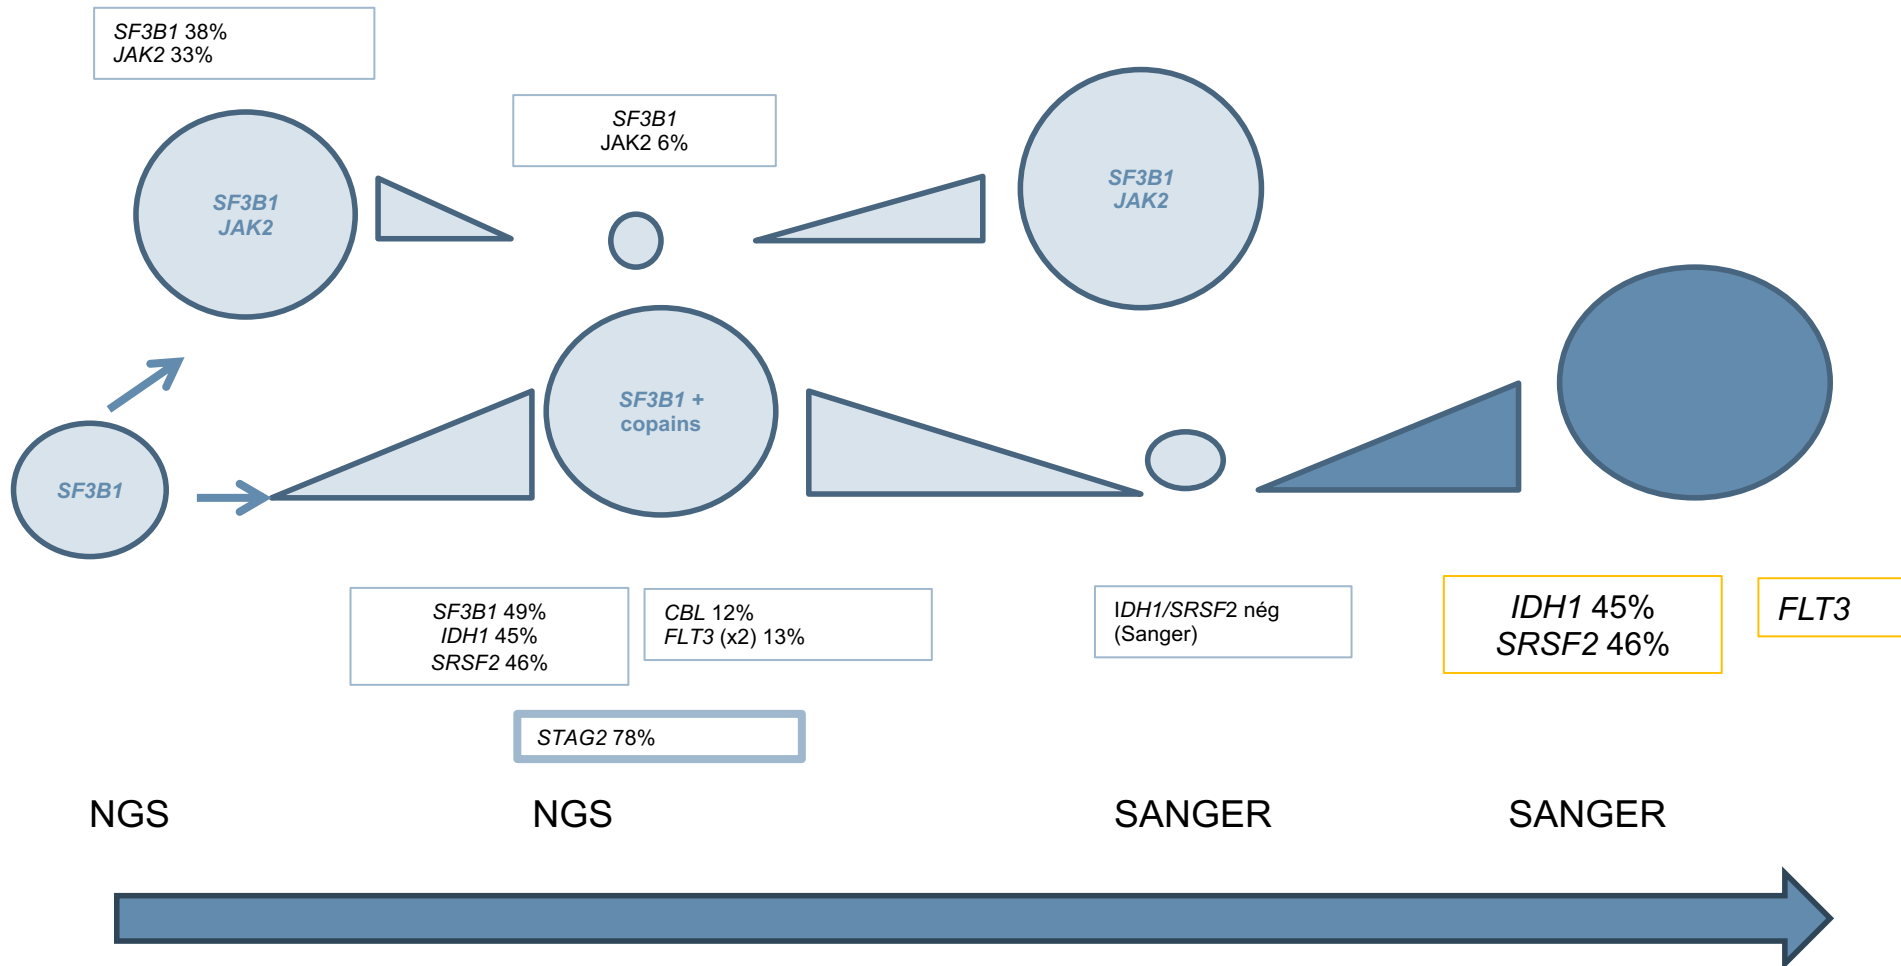 SF3B1 38%
JAK2 33%
SF3B1
JAK2 6%
SF3B1
JAK2
SF3B1
JAK2
SF3B1 +
copains
SF3B1
SF3B1 49%
IDH1 45%
SRSF2 46%
CBL 12%
FLT3 (x2) 13%
IDH1/SRSF2 nég
(Sanger)
IDH1 45%
SRSF2 46%
FLT3
STAG2 78%
NGS
NGS
SANGER
SANGER